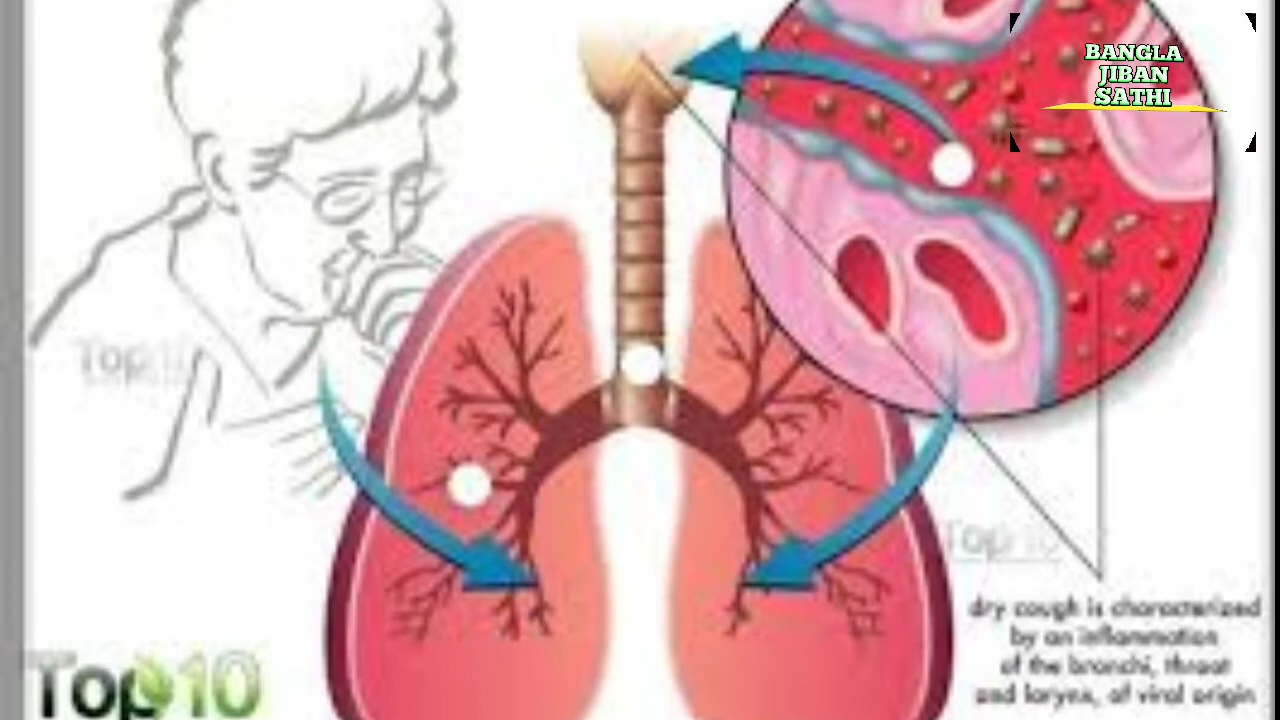 BANGLA
JIBAN
SATHI
Top10
Top10
dry cough is characterized
by an inflammation
of the bronchi, throat
and larynx, of viral origin
Top10